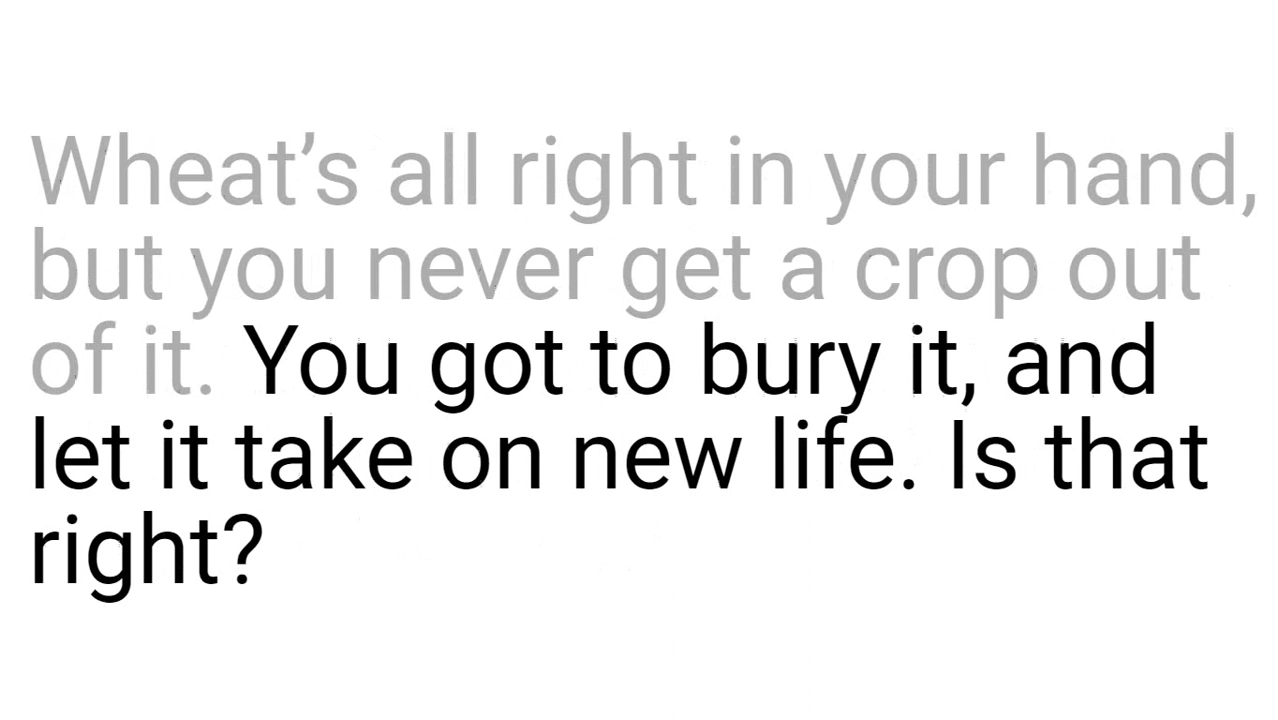 Wheat’s all right in your hand,
but you never get a crop out
of it. You got to bury it, and
let it take on new life. Is that
right?